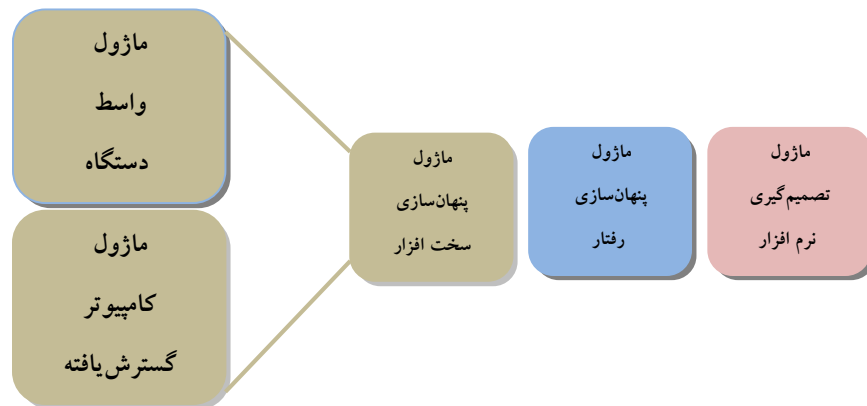 ماژول
واسط
دستگاه
ماژول
کامپیوتر
گسترش‌یافته
ماژول
پنهان‌سازی
سخت افزار
ماژول
پنهان‌سازی
رفتار
ماژول
تصمیم‌گیری
نرم افزار